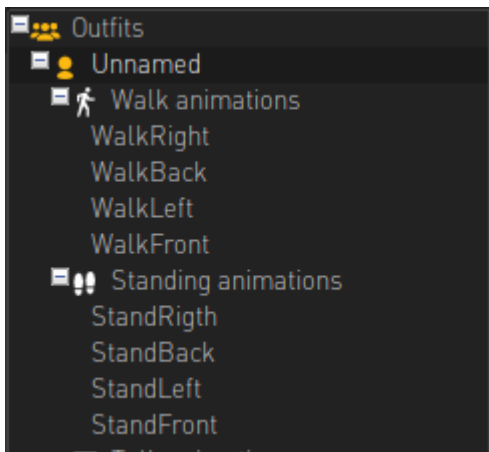 Outfits
Unnamed
Walk animations
WalkRight
WalkBack
WalkLeft
WalkFront
Standing animations
StandRigth
StandBack
StandLeft
StandFront